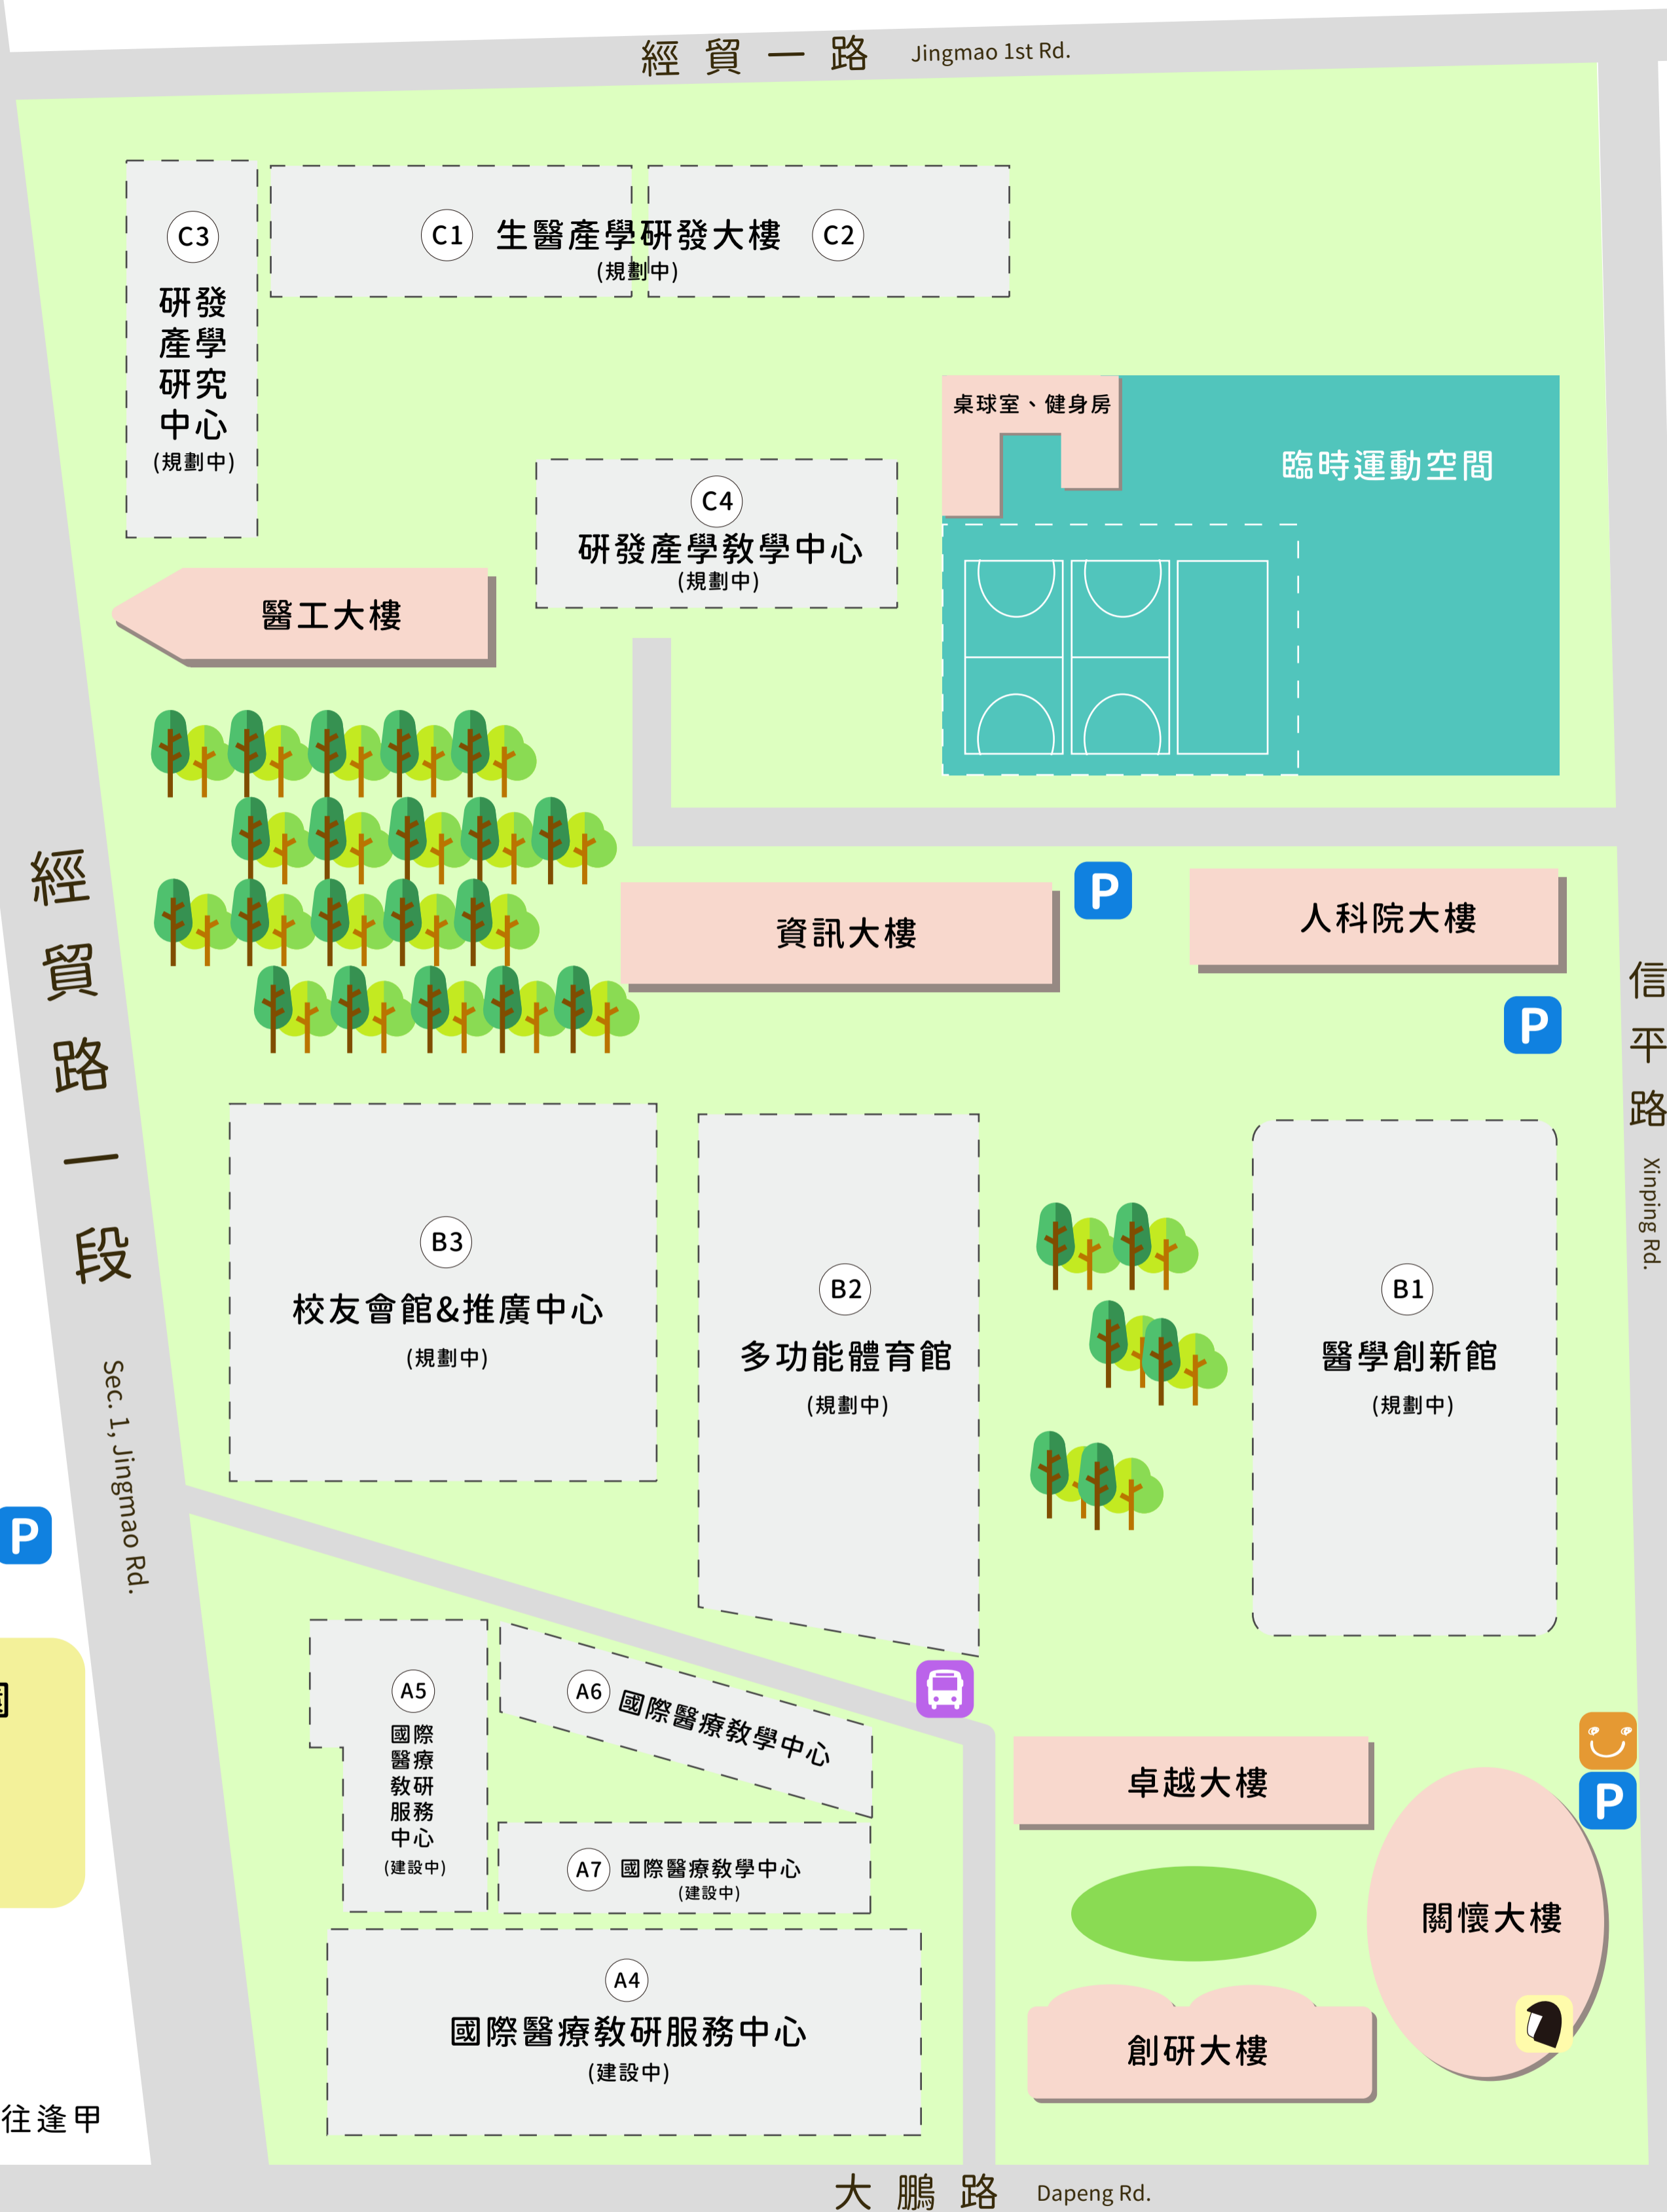 經貿一路 Jingmao 1st Rd.
C3
研發
產學
研究
中心
(規劃中)
C1 生醫產學研發大樓 C2
(規劃中)
桌球室、健身房
臨時運動空間
C4
研發產學教學中心
(規劃中)
醫工大樓
資訊大樓
P
人科院大樓
P
經貿路一段
Sec. 1, Jingmao Rd.
信平路
Xinping Rd.
B3
校友會館&推廣中心
(規劃中)
B2
多功能體育館
(規劃中)
B1
醫學創新館
(規劃中)
P
A5
國際
醫療
教研
服務
中心
(建設中)
A6 國際醫療教學中心
A7 國際醫療教學中心
(建設中)
A4
國際醫療教研服務中心
(建設中)
卓越大樓
P
關懷大樓
創研大樓
往逢甲
大鵬路 Dapeng Rd.